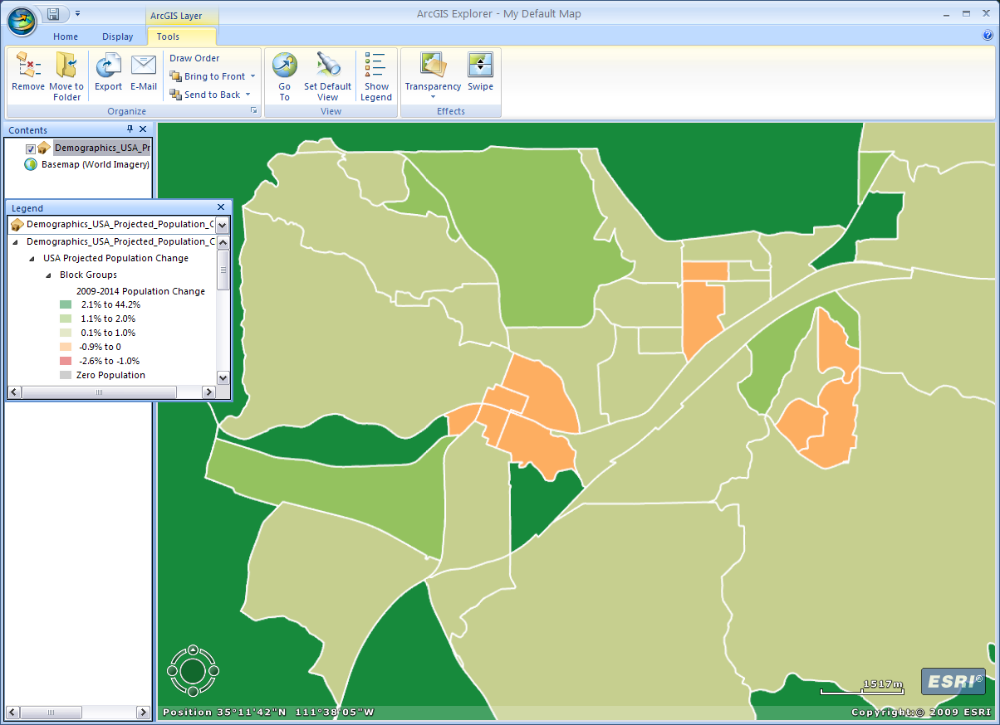 ArcGIS Layer
ArcGIS Explorer - My Default Map
Home Display Tools
Remove
Move to Folder
Export
E-Mail
Draw Order
Bring to Front
Send to Back
Organize
Go To
Set Default View
Show Legend
View
Transparency
Swipe
Effects
Contents
Demographics_USA_Pr
Basemap (World Imagery)
Legend
Demographics_USA_Projected_Population_C
Demographics_USA_Projected_Population_C
USA Projected Population Change
Block Groups
2009-2014 Population Change
2.1% to 44.2%
1.1% to 2.0%
0.1% to 1.0%
-0.9% to 0
-2.6% to -1.0%
Zero Population
1517m
ESRI®
Position 35°11'42"N 111°38'05"W
Copyright:© 2009 ESRI